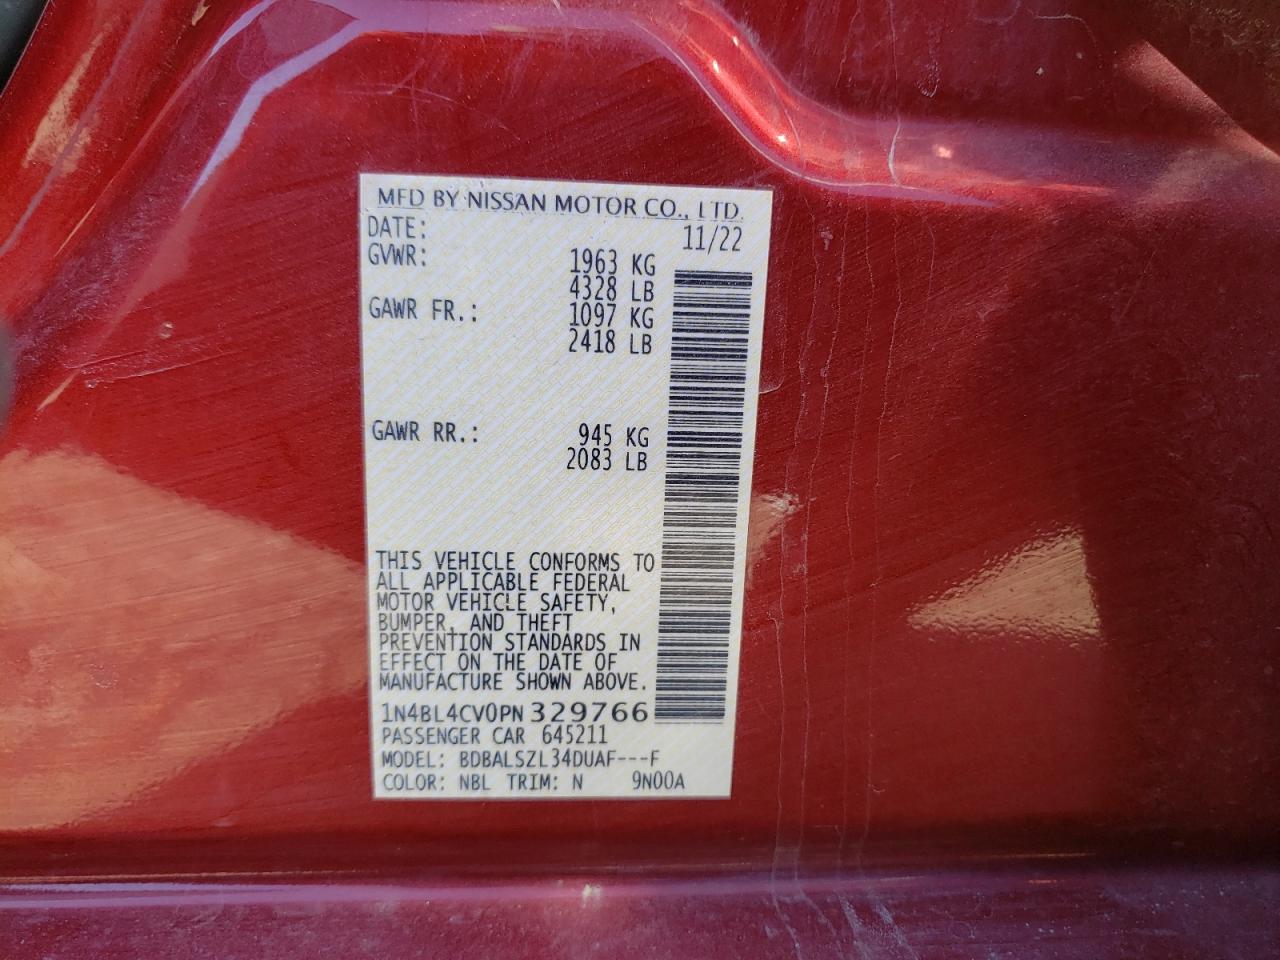 MFD BY NISSAN MOTOR CO., LTD.
DATE: 11/22
GVWR: 1963 KG
4328 LB
GAWR FR.: 1097 KG
2418 LB
GAWR RR.: 945 KG
2083 LB
THIS VEHICLE CONFORMS TO
ALL APPLICABLE FEDERAL
MOTOR VEHICLE SAFETY,
BUMPER, AND THEFT
PREVENTION STANDARDS IN
EFFECT ON THE DATE OF
MANUFACTURE SHOWN ABOVE.
1N4BL4CV0PN329766
PASSENGER CAR 645211
MODEL: BDBALSZL34DUAF---F
COLOR: NBL TRIM: N 9N00A